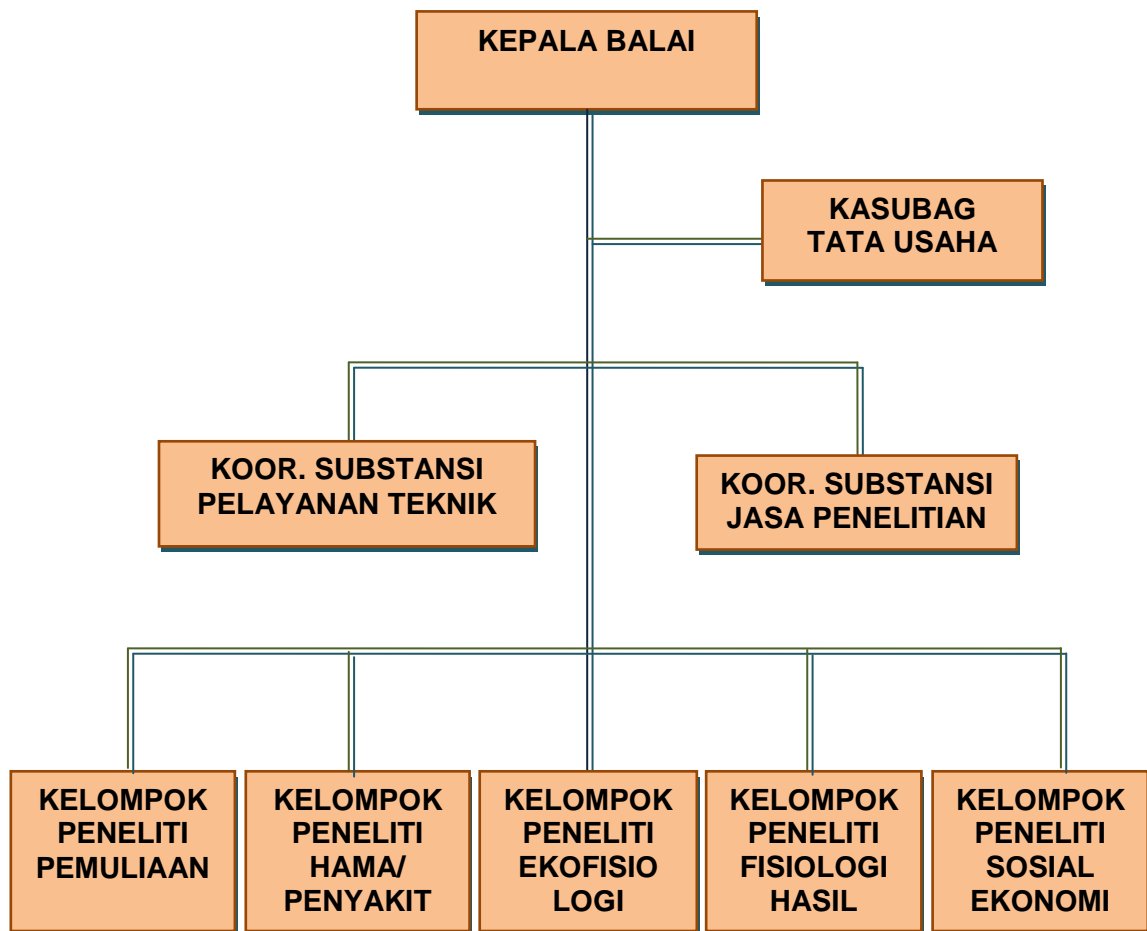 KEPALA BALAI
KASUBAG
TATA USAHA
KOOR. SUBSTANSI
PELAYANAN TEKNIK
KOOR. SUBSTANSI
JASA PENELITIAN
KELOMPOK
PENELITI
PEMULIAAN
KELOMPOK
PENELITI
HAMA/
PENYAKIT
KELOMPOK
PENELITI
EKOFISIO
LOGI
KELOMPOK
PENELITI
FISIOLOGI
HASIL
KELOMPOK
PENELITI
SOSIAL
EKONOMI